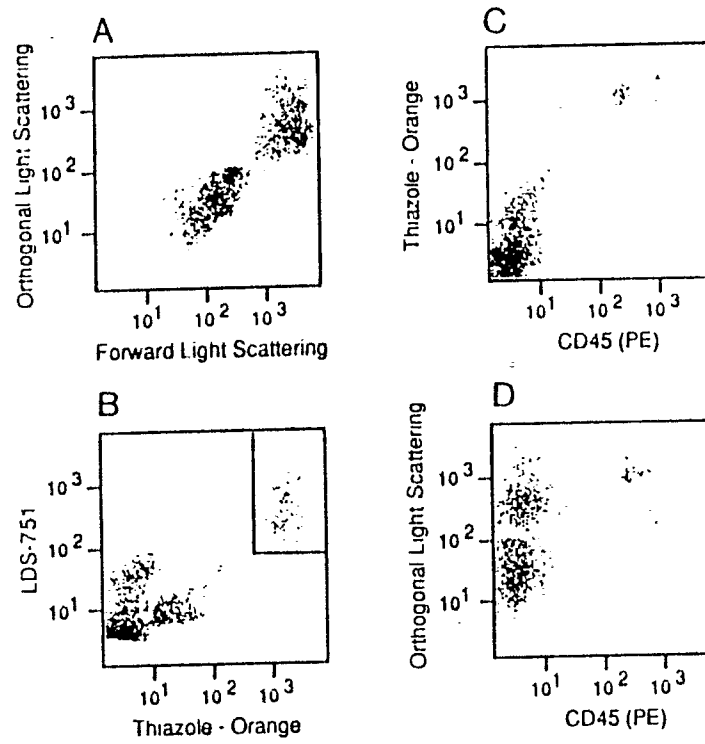 A
Orthogonal Light Scattering
10³
10²
10¹
10¹ 10² 10³
Forward Light Scattering
C
Thiazole - Orange
10³
10²
10¹
10¹ 10² 10³
CD45 (PE)
B
LDS-751
10³
10²
10¹
10¹ 10² 10³
Thiazole - Orange
D
Orthogonal Light Scattering
10³
10²
10¹
10¹ 10² 10³
CD45 (PE)